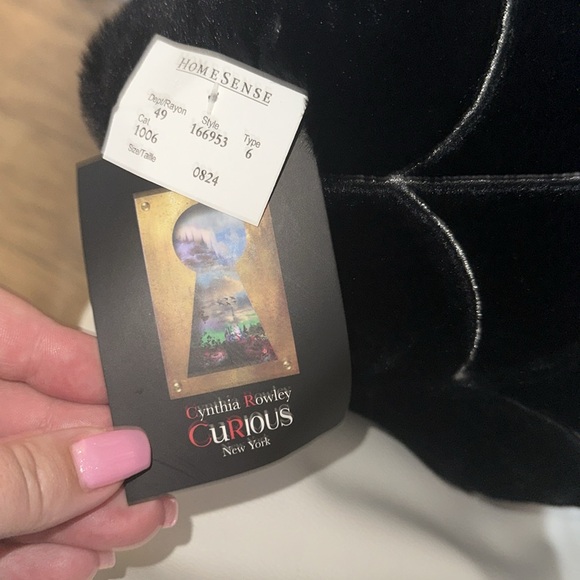 HOMESENSE
Dept/Rayon Style Type
49 166953 6
Cat
1006
Size/Taille 0824
Cynthia Rowley
CURIOUS
New York